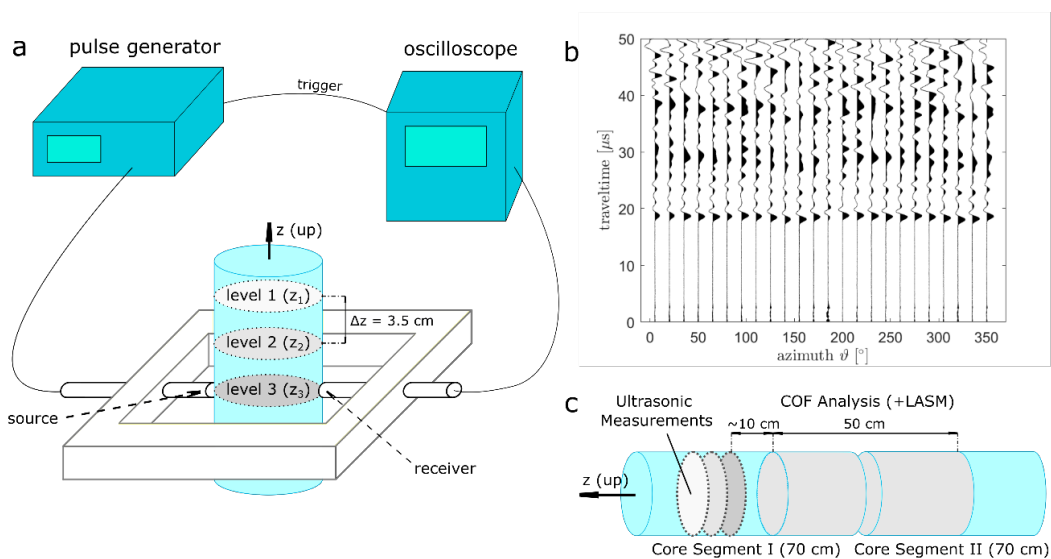 a
pulse generator
oscilloscope
trigger
z (up)
level 1 (z₁)
Δz = 3.5 cm
level 2 (z₂)
level 3 (z₃)
source
receiver
b
50
40
30
20
10
0
traveltime [μs]
0 50 100 150 200 250 300 350
azimuth ϑ [°]
c
Ultrasonic
Measurements
COF Analysis (+LASM)
~10 cm
50 cm
z (up)
Core Segment I (70 cm)
Core Segment II (70 cm)